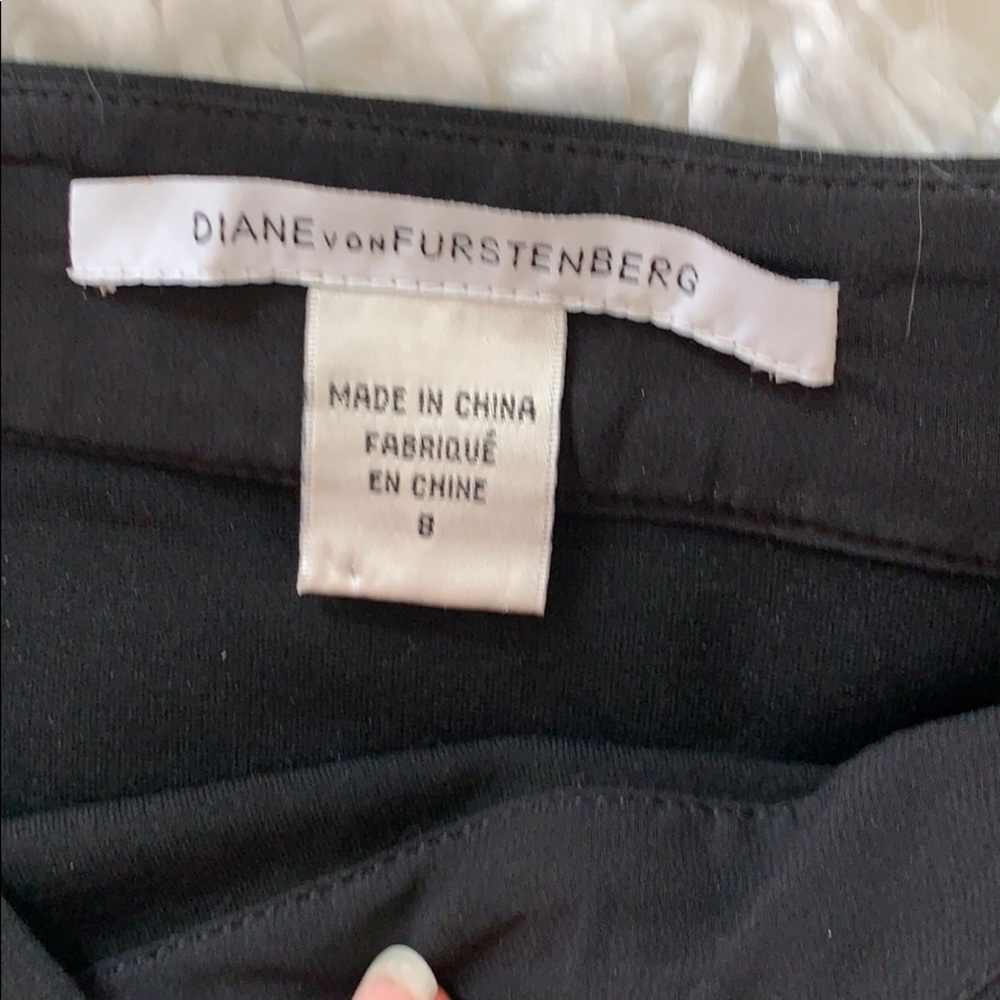 DIANE VON FURSTENBERG
MADE IN CHINA
FABRIQUÉ
EN CHINE
8